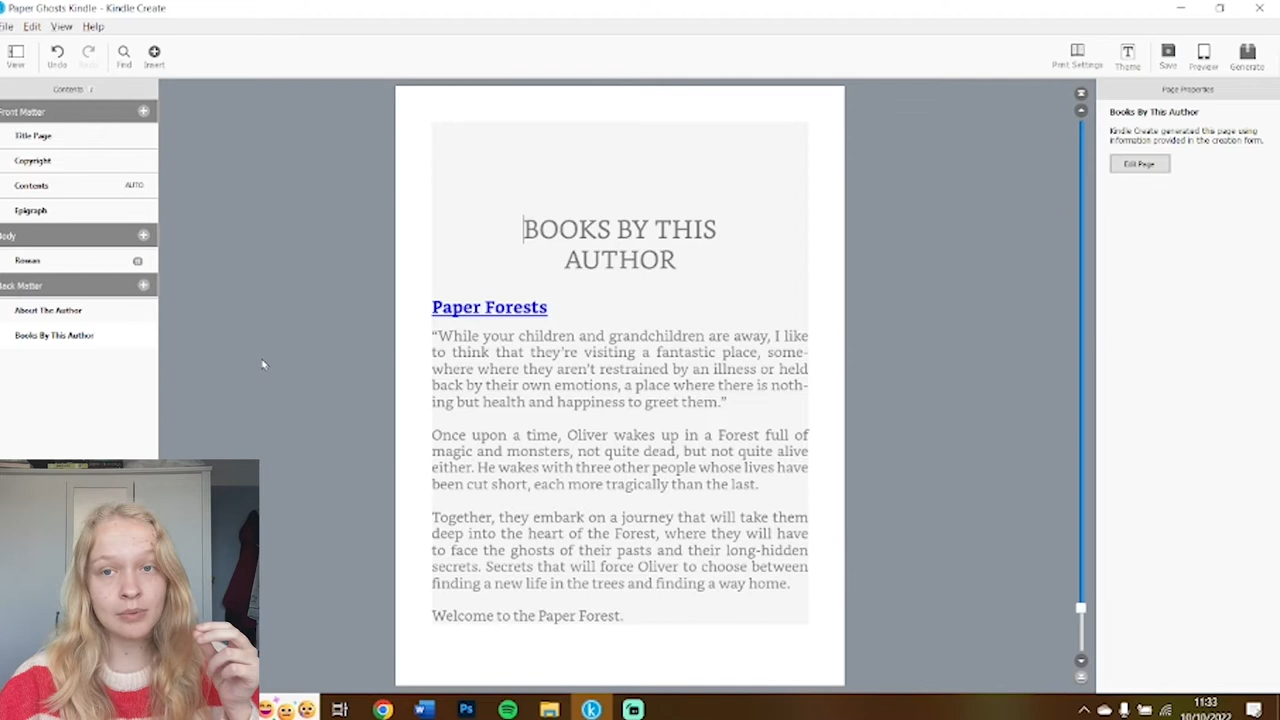 Paper Ghosts Kindle - Kindle Create
File Edit View Help
View Undo Find Insert Print Settings Theme Save Preview Generate
Contents
Front Matter
Title Page
Copyright
Contents AUTO
Epigraph
Body
Rowan
Back Matter
About The Author
Books By This Author
BOOKS BY THIS
AUTHOR
Paper Forests
“While your children and grandchildren are away, I like
to think that they’re visiting a fantastic place, some-
where where they aren’t restrained by an illness or held
back by their own emotions, a place where there is noth-
ing but health and happiness to greet them.”
Once upon a time, Oliver wakes up in a Forest full of
magic and monsters, not quite dead, but not quite alive
either. He wakes with three other people whose lives have
been cut short, each more tragically than the last.
Together, they embark on a journey that will take them
deep into the heart of the Forest, where they will have
to face the ghosts of their pasts and their long-hidden
secrets. Secrets that will force Oliver to choose between
finding a new life in the trees and finding a way home.
Welcome to the Paper Forest.
Page Properties
Books By This Author
Kindle Create generated this page using
information provided in the creation form.
Edit Page
11:33
10/10/2022